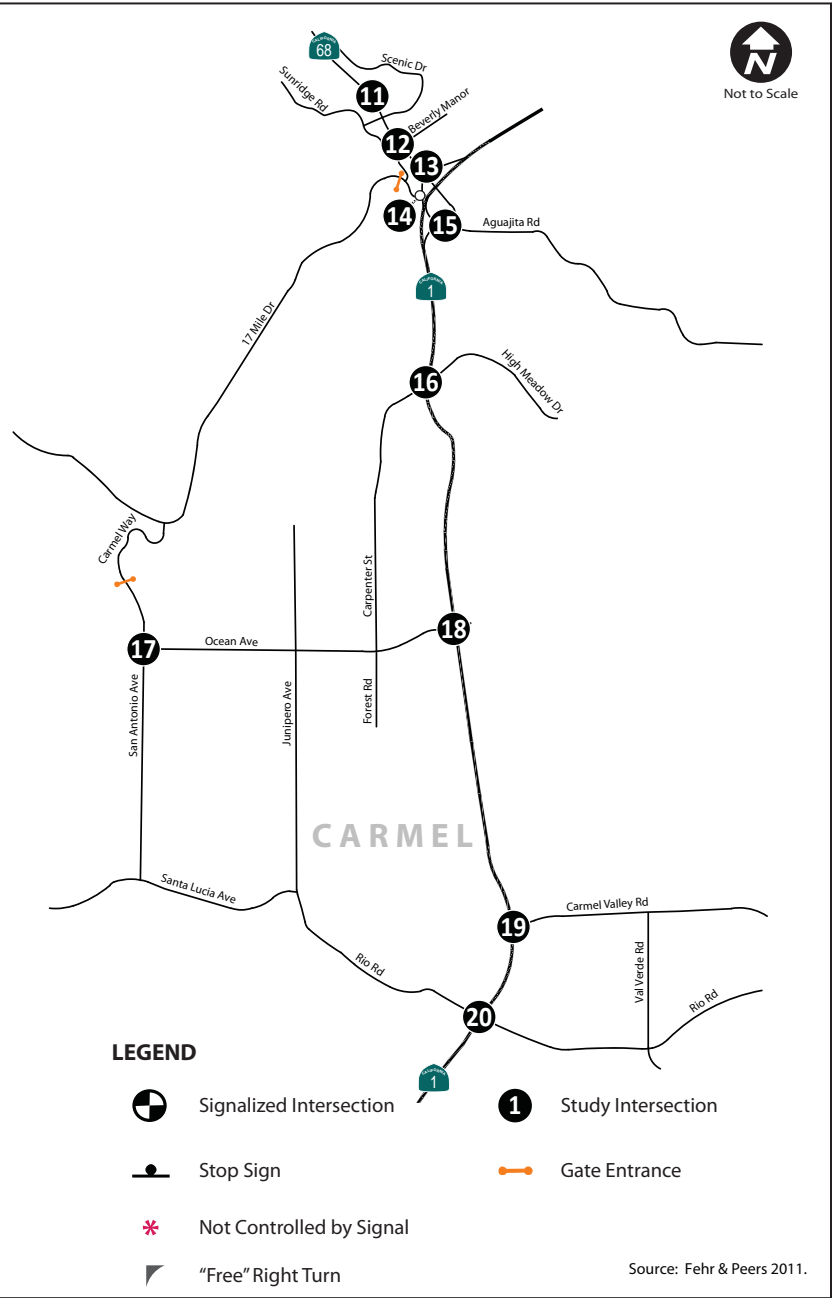 CALIFORNIA
68
Scenic Dr
Sunridge Rd
11
Beverly Manor
N
Not to Scale
12
13
14
15
Aguajita Rd
CALIFORNIA
1
17 Mile Dr
16
High Meadow Dr
Carmel Way
Carpenter St
17
Ocean Ave
18
San Antonio Ave
Junipero Ave
Forest Rd
CARMEL
Santa Lucia Ave
Carmel Valley Rd
19
Val Verde Rd
Rio Rd
Rio Rd
20
CALIFORNIA
1
LEGEND
Signalized Intersection
1 Study Intersection
Stop Sign
Gate Entrance
* Not Controlled by Signal
“Free” Right Turn
Source: Fehr & Peers 2011.